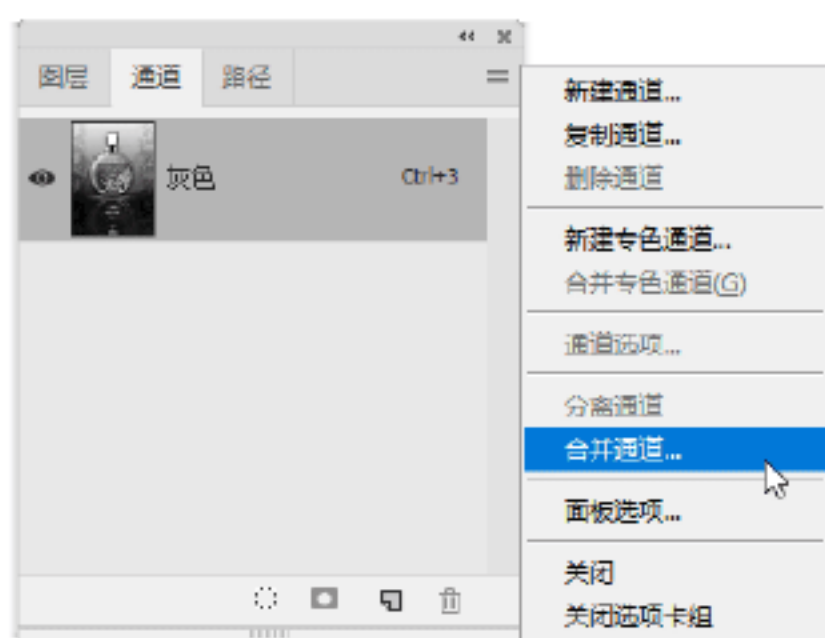 图层 通道 路径
灰色 Ctrl+3
新建通道...
复制通道...
删除通道
新建专色通道...
合并专色通道(G)
通道选项...
分离通道
合并通道...
面板选项...
关闭
关闭选项卡组